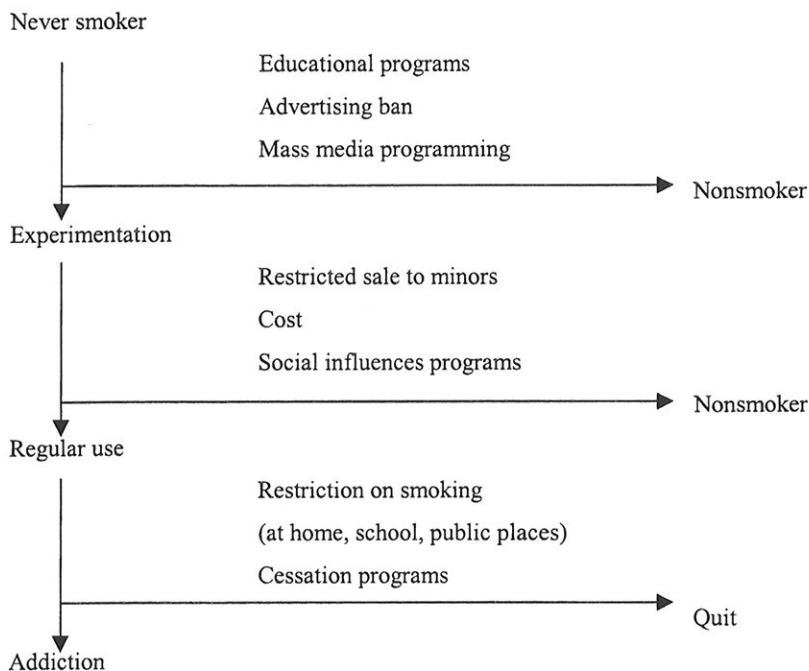 Never smoker
Educational programs
Advertising ban
Mass media programming
Nonsmoker
Experimentation
Restricted sale to minors
Cost
Social influences programs
Nonsmoker
Regular use
Restriction on smoking
(at home, school, public places)
Cessation programs
Quit
Addiction